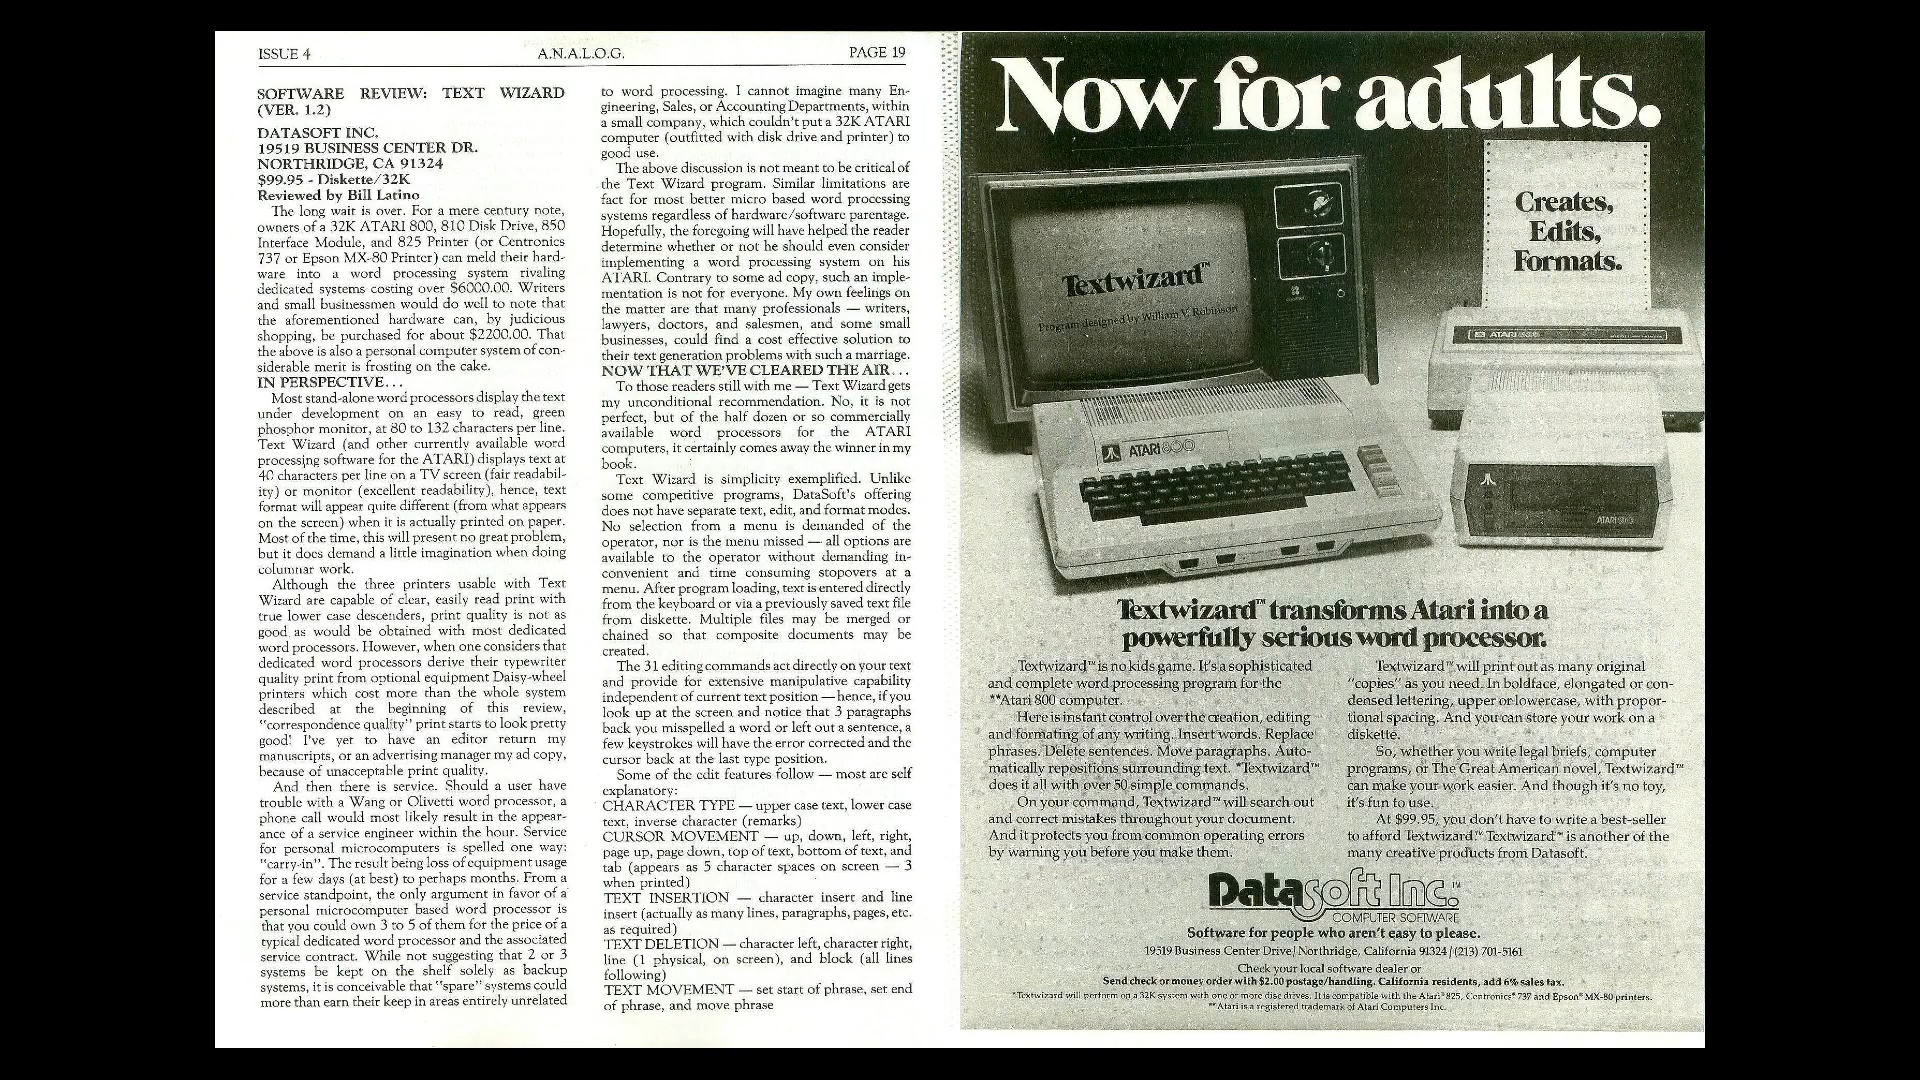 ISSUE 4
A.N.A.L.O.G.
PAGE 19
SOFTWARE REVIEW: TEXT WIZARD
(VER. 1.2)
DATASOFT INC.
19519 BUSINESS CENTER DR.
NORTHRIDGE, CA 91324
$99.95 - Diskette/32K
Reviewed by Bill Latino
The long wait is over. For a mere century note,
owners of a 32K ATARI 800, 810 Disk Drive, 850
Interface Module, and 825 Printer (or Centronics
737 or Epson MX-80 Printer) can meld their hard-
ware into a word processing system rivaling
dedicated systems costing over $6000.00. Writers
and small businessmen would do well to note that
the aforementioned hardware can, by judicious
shopping, be purchased for about $2200.00. That
the above is also a personal computer system of con-
siderable merit is frosting on the cake.
IN PERSPECTIVE...
Most stand-alone word processors display the text
under development on an easy to read, green
phosphor monitor, at 80 to 132 characters per line.
Text Wizard (and other currently available word
processing software for the ATARI) displays text at
40 characters per line on a TV screen (fair readabil-
ity) or monitor (excellent readability), hence, text
format will appear quite different (from what appears
on the screen) when it is actually printed on paper.
Most of the time, this will present no great problem,
but it does demand a little imagination when doing
columnar work.
Although the three printers usable with Text
Wizard are capable of clear, easily read print with
true lower case descenders, print quality is not as
good as would be obtained with most dedicated
word processors. However, when one considers that
dedicated word processors derive their typewriter
quality print from optional equipment Daisy-wheel
printers which cost more than the whole system
described at the beginning of this review,
"correspondence quality" print starts to look pretty
good! I've yet to have an editor return my
manuscripts, or an advertising manager my ad copy,
because of unacceptable print quality.
And then there is service. Should a user have
trouble with a Wang or Olivetti word processor, a
phone call would most likely result in the appear-
ance of a service engineer within the hour. Service
for personal microcomputers is spelled one way:
"carry-in". The result being loss of equipment usage
for a few days (at best) to perhaps months. From a
service standpoint, the only argument in favor of a
personal microcomputer based word processor is
that you could own 3 to 5 of them for the price of a
typical dedicated word processor and the associated
service contract. While not suggesting that 2 or 3
systems be kept on the shelf solely as backup
systems, it is conceivable that "spare" systems could
more than earn their keep in areas entirely unrelated
to word processing. I cannot imagine many En-
gineering, Sales, or Accounting Departments, within
a small company, which couldn't put a 32K ATARI
computer (outfitted with disk drive and printer) to
good use.
The above discussion is not meant to be critical of
the Text Wizard program. Similar limitations are
fact for most better micro based word processing
systems regardless of hardware/software parentage.
Hopefully, the foregoing will have helped the reader
determine whether or not he should even consider
implementing a word processing system on his
ATARI. Contrary to some ad copy, such an imple-
mentation is not for everyone. My own feelings on
the matter are that many professionals — writers,
lawyers, doctors, and salesmen, and some small
businesses, could find a cost effective solution to
their text generation problems with such a marriage.
NOW THAT WE'VE CLEARED THE AIR...
To those readers still with me — Text Wizard gets
my unconditional recommendation. No, it is not
perfect, but of the half dozen or so commercially
available word processors for the ATARI
computers, it certainly comes away the winner in my
book.
Text Wizard is simplicity exemplified. Unlike
some competitive programs, DataSoft's offering
does not have separate text, edit, and format modes.
No selection from a menu is demanded of the
operator, nor is the menu missed — all options are
available to the operator without demanding in-
convenient and time consuming stopovers at a
menu. After program loading, text is entered directly
from the keyboard or via a previously saved text file
from diskette. Multiple files may be merged or
chained so that composite documents may be
created.
The 31 editing commands act directly on your text
and provide for extensive manipulative capability
independent of current text position — hence, if you
look up at the screen and notice that 3 paragraphs
back you misspelled a word or left out a sentence, a
few keystrokes will have the error corrected and the
cursor back at the last type position.
Some of the edit features follow — most are self
explanatory:
CHARACTER TYPE — upper case text, lower case
text, inverse character (remarks)
CURSOR MOVEMENT — up, down, left, right,
page up, page down, top of text, bottom of text, and
tab (appears as 5 character spaces on screen — 3
when printed)
TEXT INSERTION — character insert and line
insert (actually as many lines, paragraphs, pages, etc.
as required)
TEXT DELETION — character left, character right,
line (1 physical, on screen), and block (all lines
following)
TEXT MOVEMENT — set start of phrase, set end
of phrase, and move phrase
Now for adults.
Creates,
Edits,
Formats.
Textwizard™
Program designed by William V. Robinson
ATARI 825
ATARI 800
ATARI 810
Textwizard™ transforms Atari into a
powerfully serious word processor.
Textwizard™ is no kids game. It's a sophisticated
and complete word processing program for the
**Atari 800 computer.
Here is instant control over the creation, editing
and formatting of any writing. Insert words. Replace
phrases. Delete sentences. Move paragraphs. Auto-
matically repositions surrounding text. *Textwizard™
does it all with over 50 simple commands.
On your command, Textwizard™ will search out
and correct mistakes throughout your document.
And it protects you from common operating errors
by warning you before you make them.
Textwizard™ will print out as many original
"copies" as you need. In boldface, elongated or con-
densed lettering, upper or lowercase, with propor-
tional spacing. And you can store your work on a
diskette.
So, whether you write legal briefs, computer
programs, or The Great American novel, Textwizard™
can make your work easier. And though it's no toy,
it's fun to use.
At $99.95, you don't have to write a best-seller
to afford Textwizard™. Textwizard™ is another of the
many creative products from Datasoft.
Datasoft Inc.™
COMPUTER SOFTWARE
Software for people who aren't easy to please.
19519 Business Center Drive/Northridge, California 91324/(213) 701-5161
Check your local software dealer or
Send check or money order with $2.00 postage/handling. California residents, add 6% sales tax.
*Textwizard will perform on a 32K system with one or more disc drives. It is compatible with the Atari® 825, Centronics® 737 and Epson® MX-80 printers.
**Atari is a registered trademark of Atari Computers Inc.